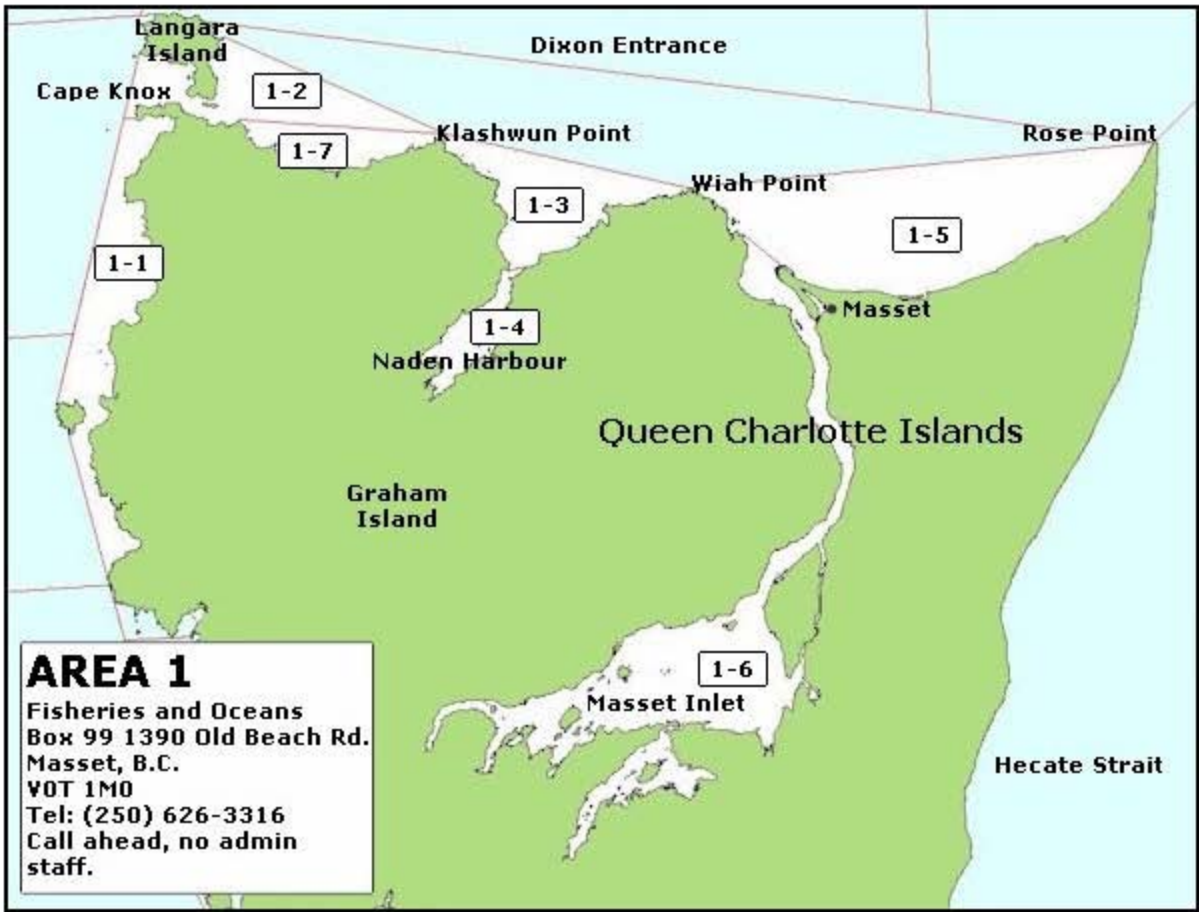 Langara
Island
Dixon Entrance
Cape Knox
1-2
Klashwun Point
Rose Point
1-7
Wiah Point
1-3
1-5
1-1
Masset
1-4
Naden Harbour
Queen Charlotte Islands
Graham
Island
1-6
Masset Inlet
Hecate Strait
AREA 1
Fisheries and Oceans
Box 99 1390 Old Beach Rd.
Masset, B.C.
V0T 1M0
Tel: (250) 626-3316
Call ahead, no admin
staff.